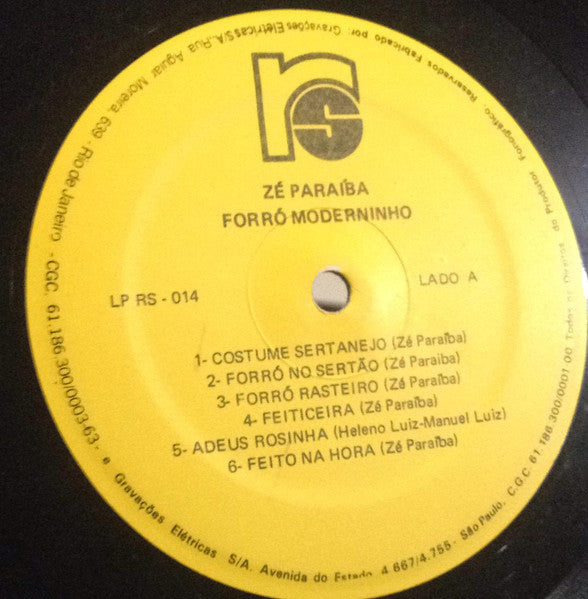 rs
ZÉ PARAÍBA
FORRÓ MODERNINHO
LP RS - 014
LADO A
1- COSTUME SERTANEJO (Zé Paraíba)
2- FORRÓ NO SERTÃO (Zé Paraiba)
3- FORRÓ RASTEIRO (Zé Paraíba)
4- FEITICEIRA (Zé Paraíba)
5- ADEUS ROSINHA (Heleno Luiz-Manuel Luiz)
6- FEITO NA HORA (Zé Paraíba)
Reservados Fabricado por: Gravações Elétricas S/A. Rua Aguiar Moreira, 639 - Rio de Janeiro - CGC. 61.186.300/0003-63 - e Gravações Elétricas S/A. Avenida do Estado, 4.667/4.755 - São Paulo. C.G.C. 61 186 300/0001 00 Todos os Direitos do Produtor Fonográfico.